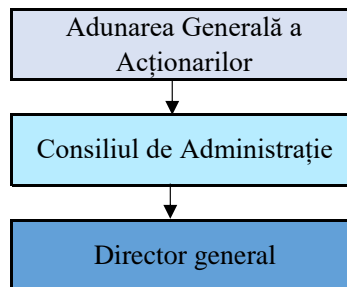 Adunarea Generală a
Acționarilor
Consiliul de Administrație
Director general